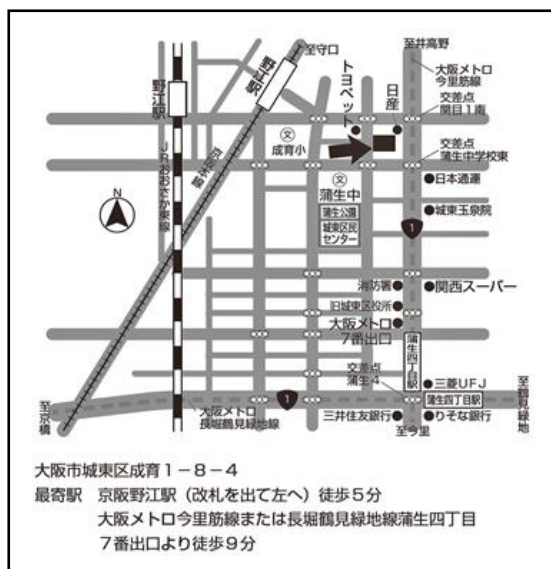 至守口
至井高野
大阪メトロ
今里筋線
野江駅
野江駅
トヨペット
日産
交差点
関目1南
成育小
文
交差点
蒲生中学校東
JRおおさか東線
京阪本線
文
蒲生中
日本通運
N
蒲生公園
城東区民
センター
城東玉泉院
1
消防署
関西スーパー
旧城東区役所
大阪メトロ
7番出口
蒲生四丁目駅
交差点
蒲生4
三菱UFJ
至京橋
大阪メトロ
長堀鶴見緑地線
1
蒲生四丁目駅
至鶴見緑地
三井住友銀行
りそな銀行
至今里
大阪市城東区成育1-8-4
最寄駅 京阪野江駅(改札を出て左へ)徒歩5分
大阪メトロ今里筋線または長堀鶴見緑地線蒲生四丁目
7番出口より徒歩9分